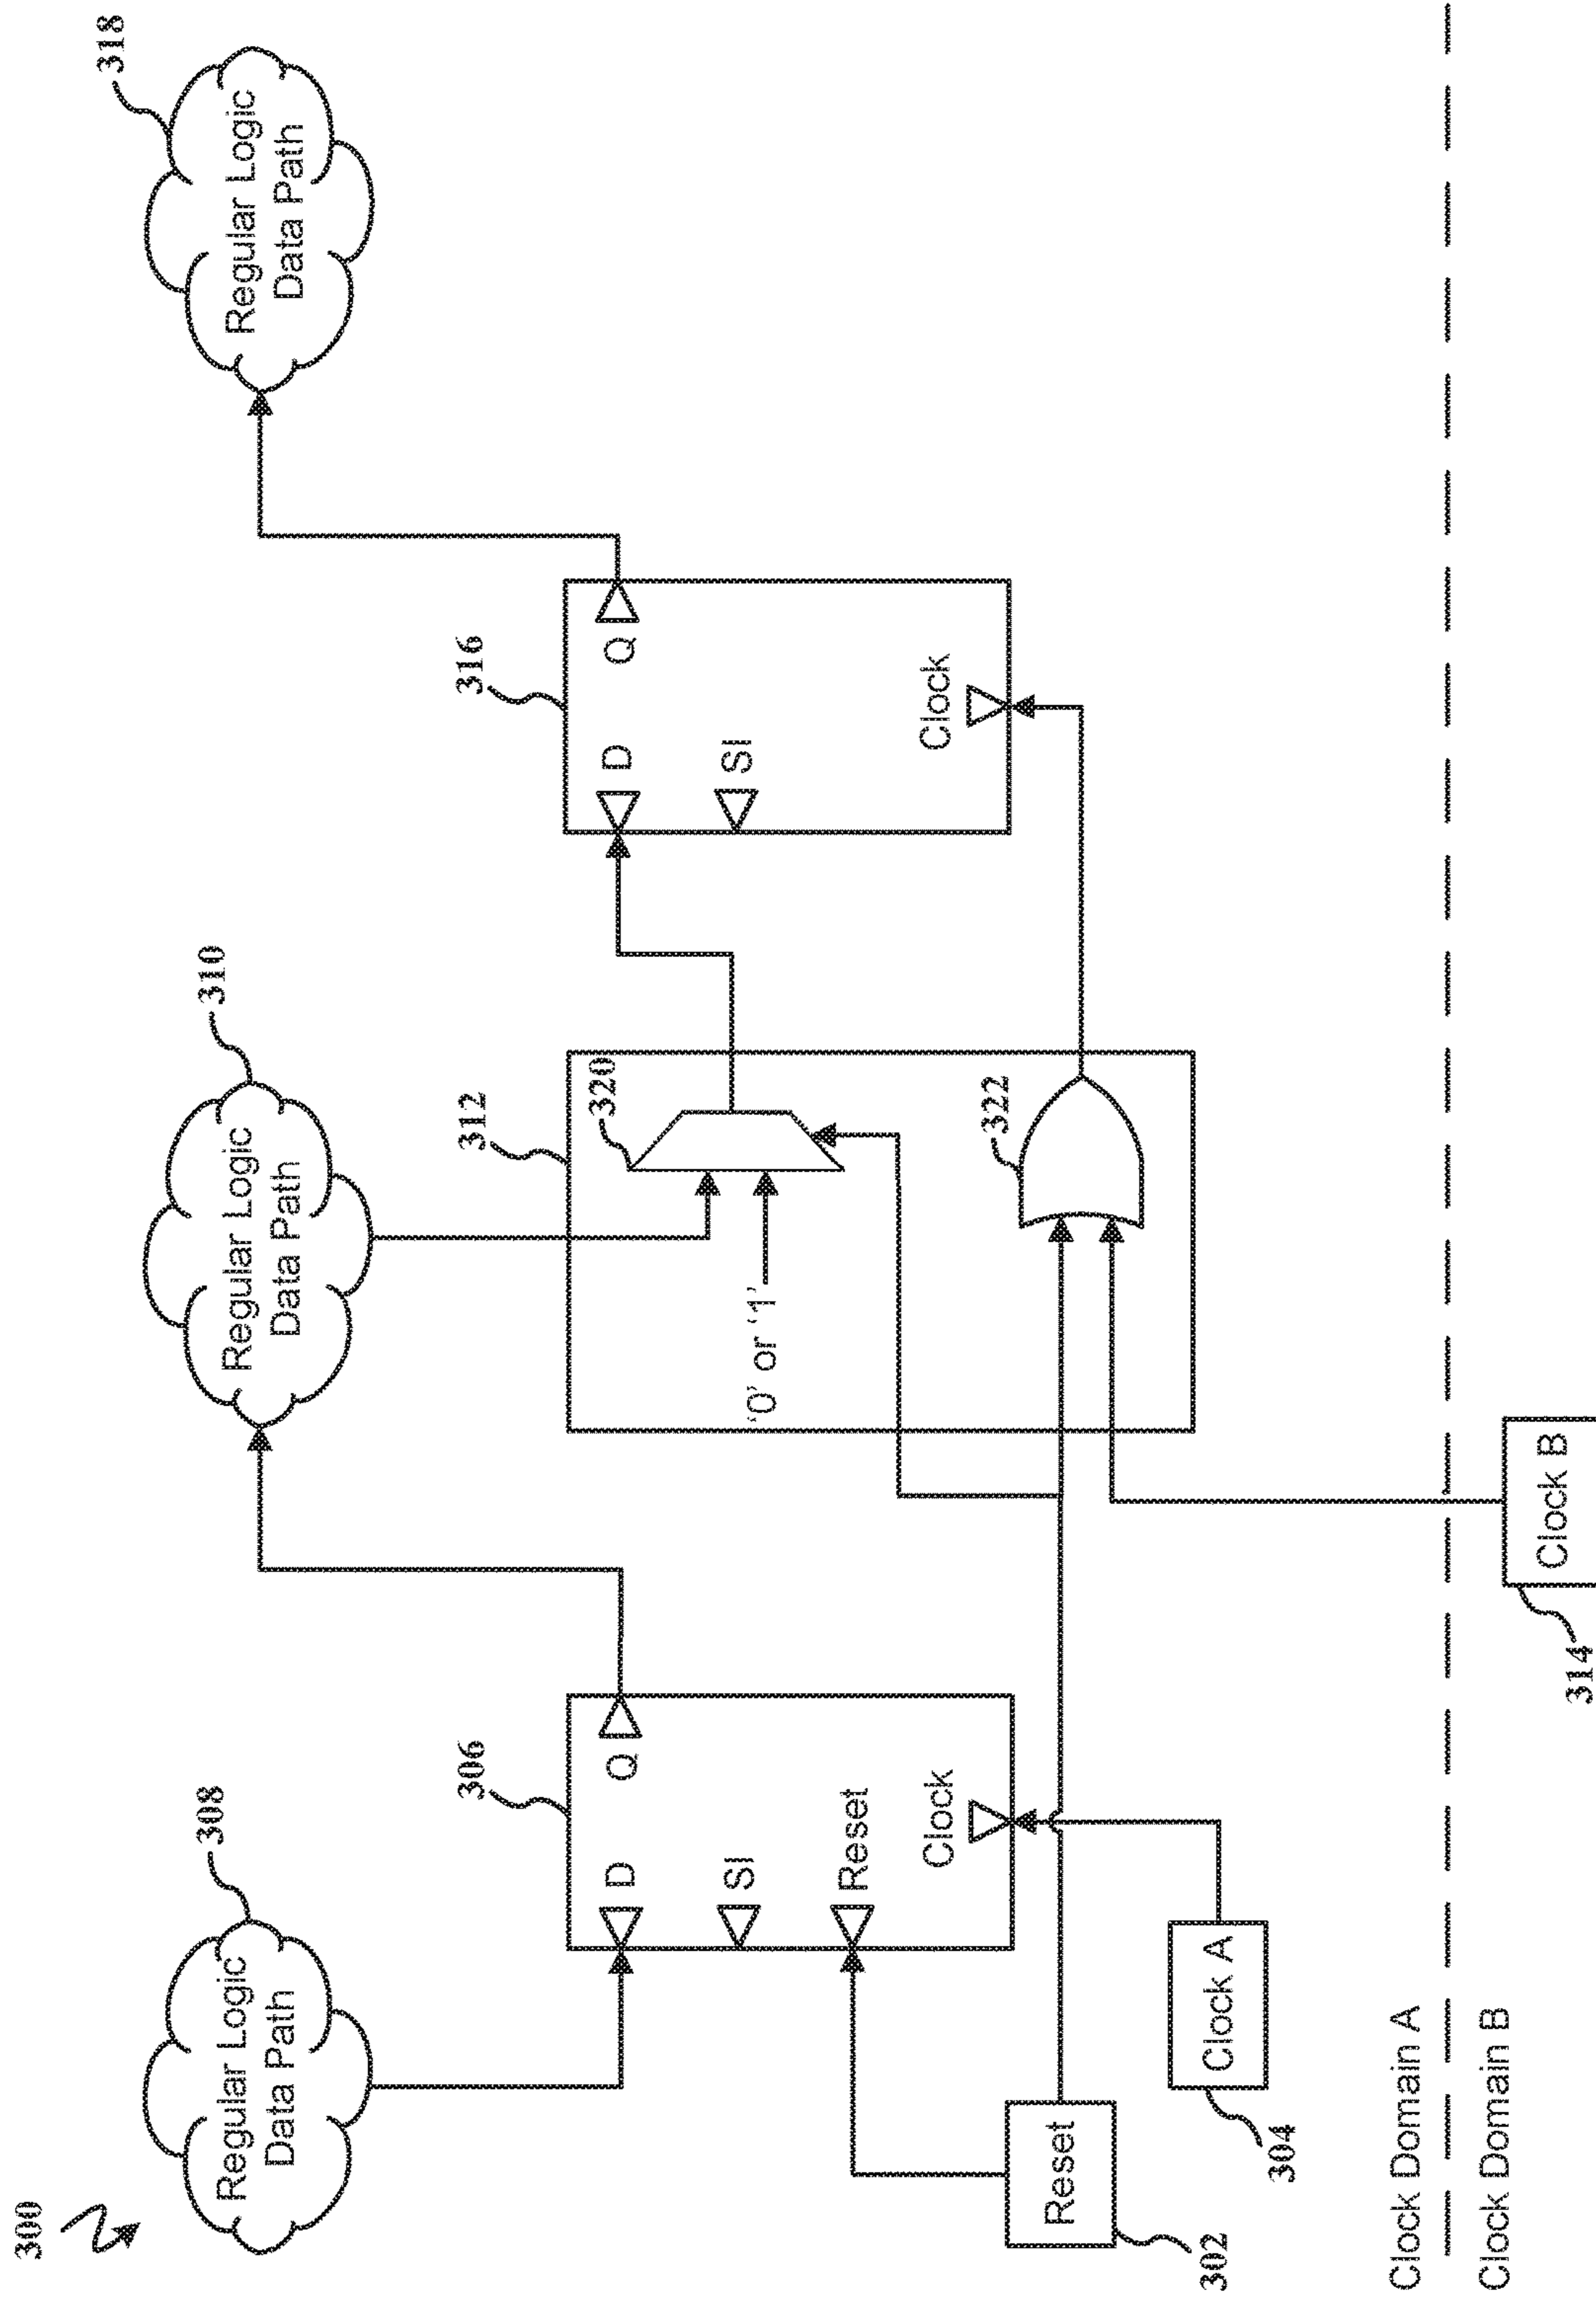 300
308
Regular Logic
Data Path
310
Regular Logic
Data Path
318
Regular Logic
Data Path
306
D
Q
SI
Reset
Clock
312
320
'0' or '1'
322
316
D
Q
SI
Clock
Reset
302
Clock A
304
Clock Domain A
Clock Domain B
Clock B
314